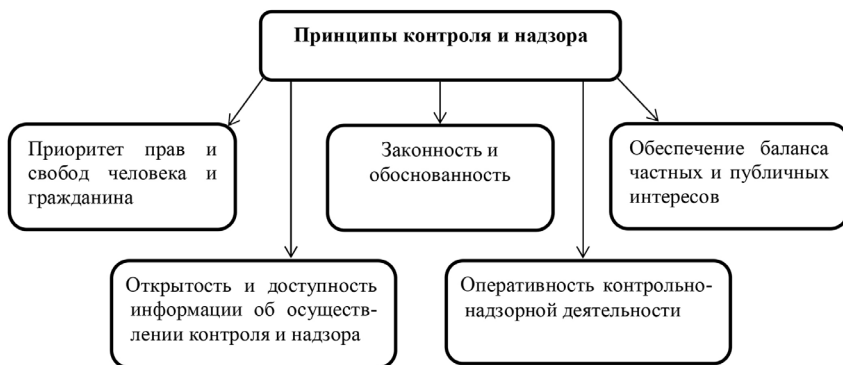 Принципы контроля и надзора
Приоритет прав и
свобод человека и
гражданина
Законность и
обоснованность
Обеспечение баланса
частных и публичных
интересов
Открытость и доступность
информации об осуществ-
лении контроля и надзора
Оперативность контрольно-
надзорной деятельности